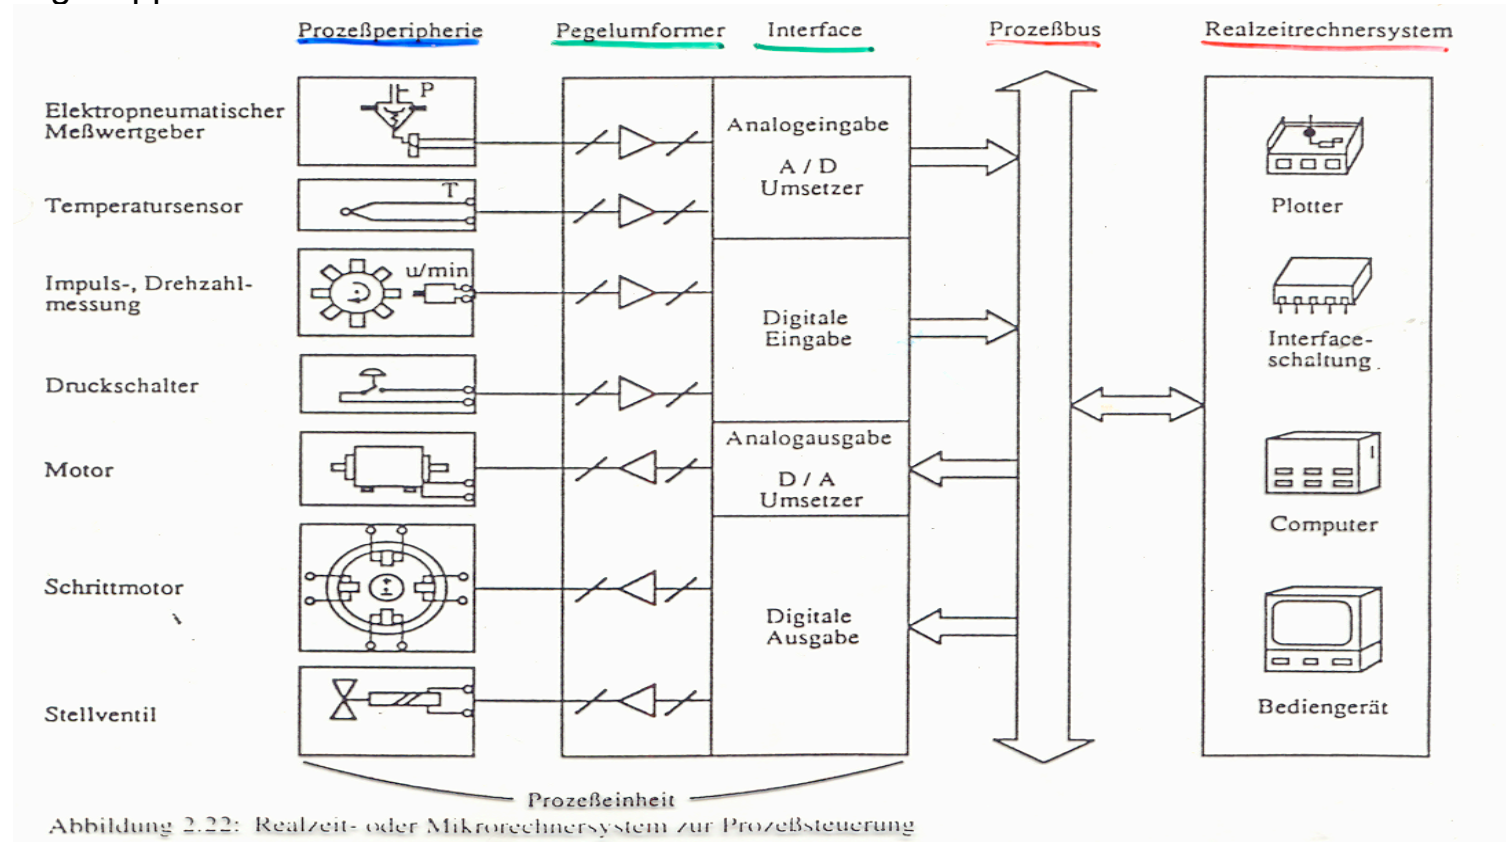 Prozeßperipherie Pegelumformer Interface Prozeßbus Realzeitrechnersystem
Elektropneumatischer
Meßwertgeber
P
Analogeingabe
A / D
Umsetzer
Plotter
Temperatursensor
T
Impuls-, Drehzahl-
messung
u/min
Digitale
Eingabe
Interface-
schaltung
Druckschalter
Motor
Analogausgabe
D / A
Umsetzer
Computer
Schrittmotor
Digitale
Ausgabe
Stellventil
Bediengerät
Prozeßeinheit
Abbildung 2.22: Realzeit- oder Mikrorechnersystem zur Prozeßsteuerung